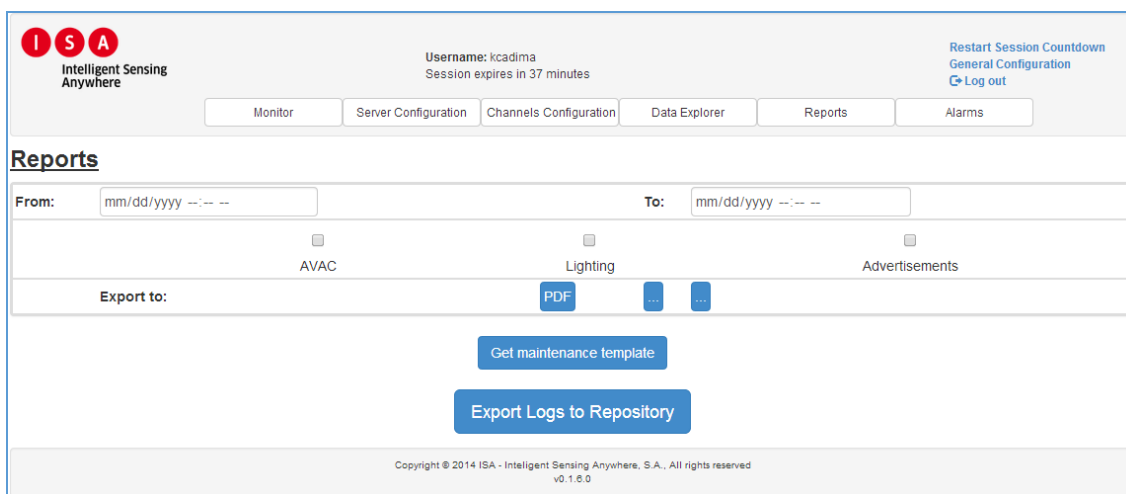 I S A
Intelligent Sensing
Anywhere
Username: kcadima
Session expires in 37 minutes
Restart Session Countdown
General Configuration
Log out
Monitor Server Configuration Channels Configuration Data Explorer Reports Alarms
Reports
From: mm/dd/yyyy --:-- -- To: mm/dd/yyyy --:-- --
AVAC Lighting Advertisements
Export to: PDF ... ...
Get maintenance template
Export Logs to Repository
Copyright © 2014 ISA - Inteligent Sensing Anywhere, S.A., All rights reserved
v0.1.6.0